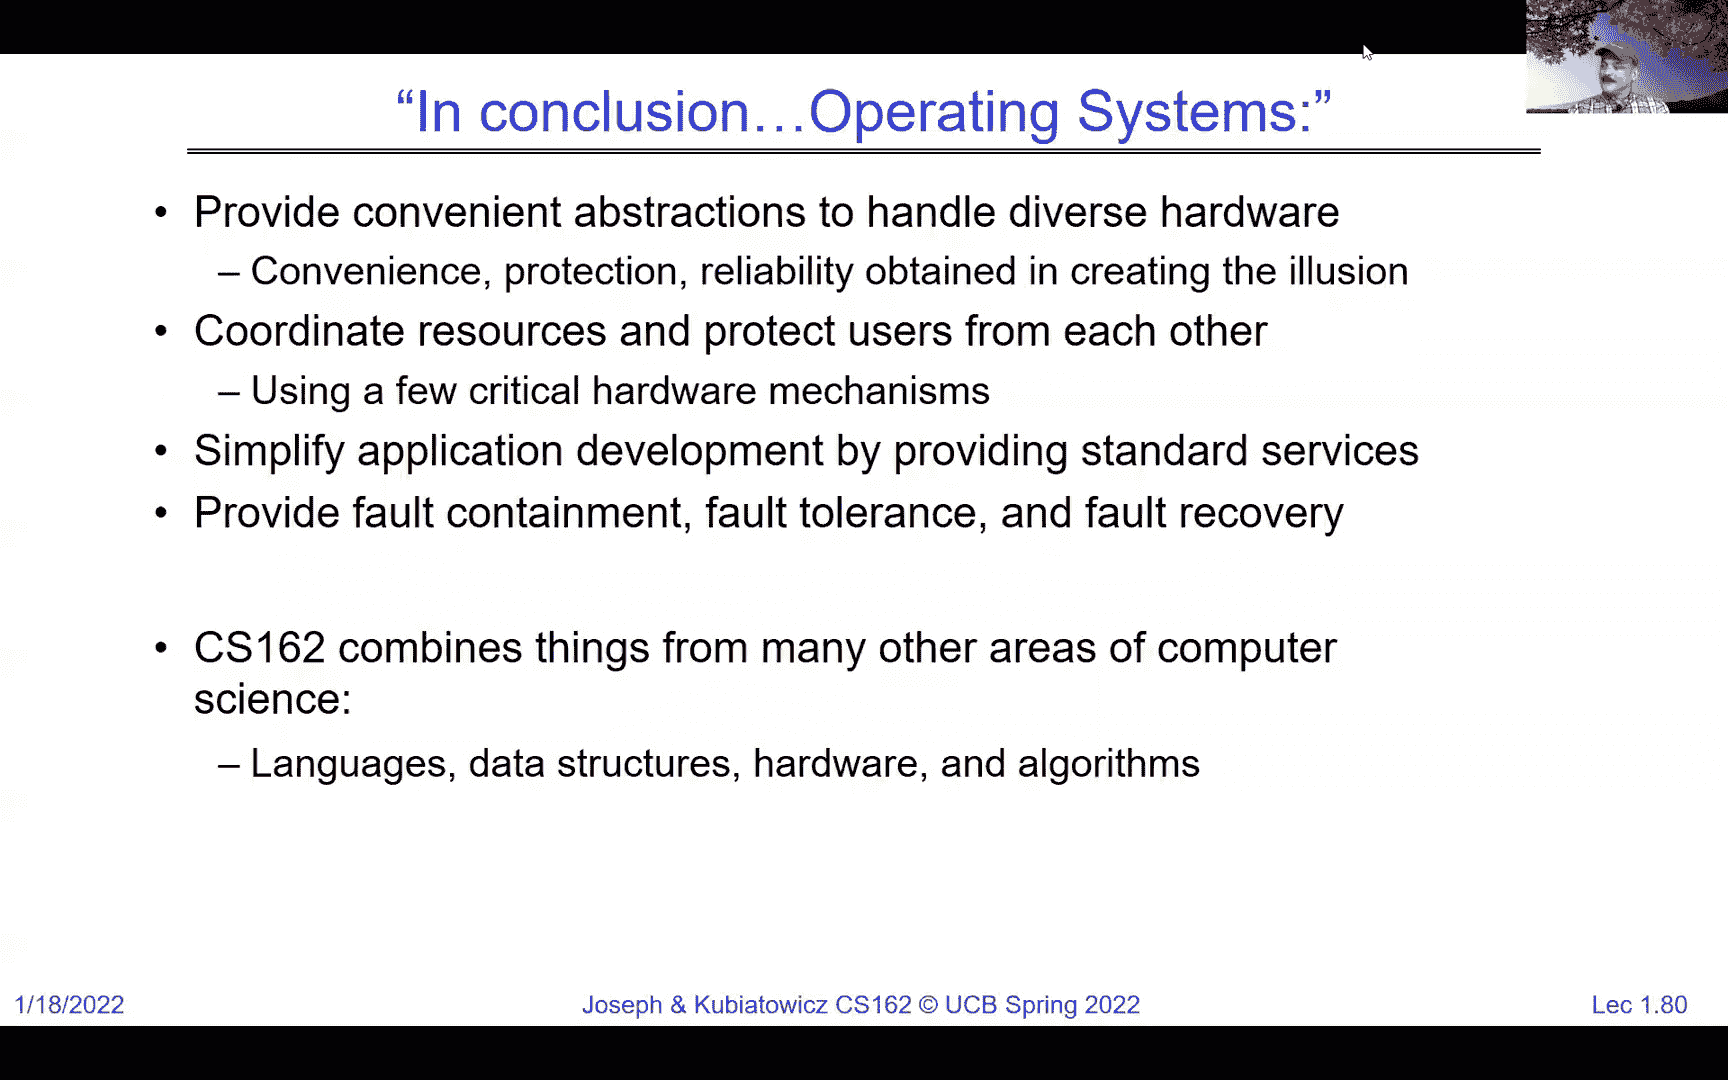 “In conclusion…Operating Systems:”
• Provide convenient abstractions to handle diverse hardware
– Convenience, protection, reliability obtained in creating the illusion
• Coordinate resources and protect users from each other
– Using a few critical hardware mechanisms
• Simplify application development by providing standard services
• Provide fault containment, fault tolerance, and fault recovery
• CS162 combines things from many other areas of computer
science:
– Languages, data structures, hardware, and algorithms
1/18/2022
Joseph & Kubiatowicz CS162 © UCB Spring 2022
Lec 1.80